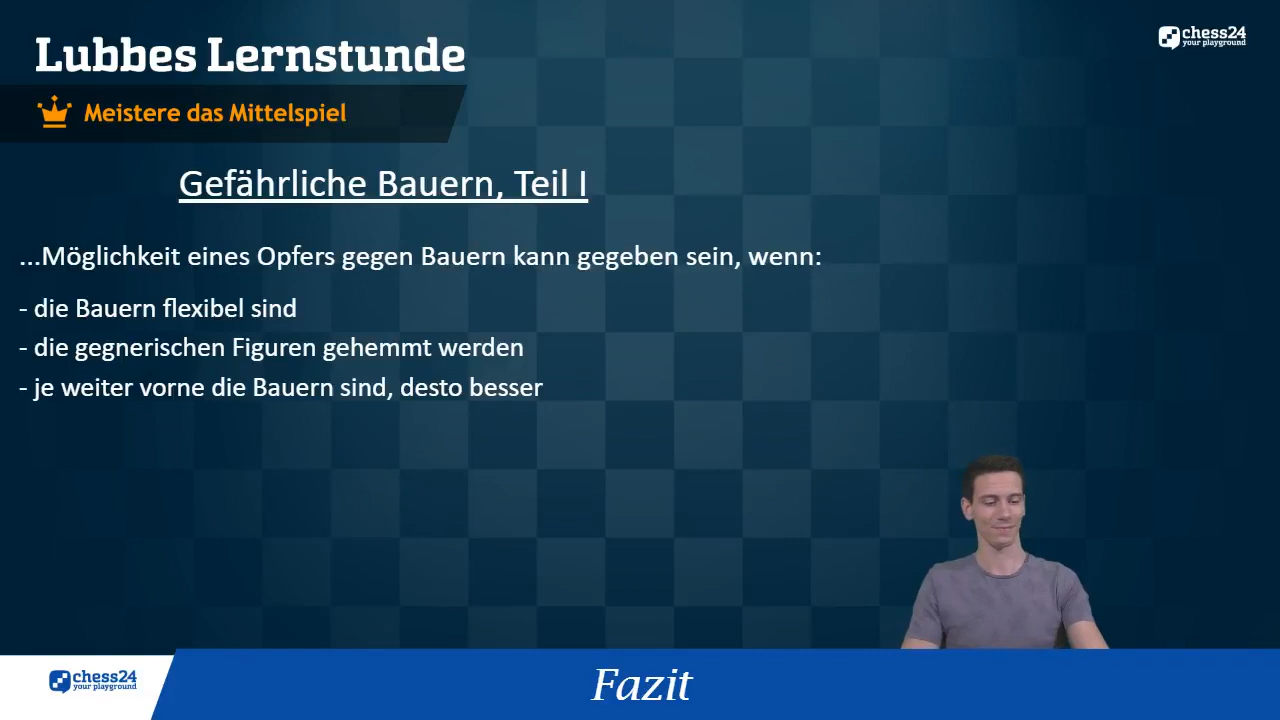 Lubbes Lernstunde
chess24
your playground
Meistere das Mittelspiel
Gefährliche Bauern, Teil I
...Möglichkeit eines Opfers gegen Bauern kann gegeben sein, wenn:
- die Bauern flexibel sind
- die gegnerischen Figuren gehemmt werden
- je weiter vorne die Bauern sind, desto besser
chess24
your playground
Fazit